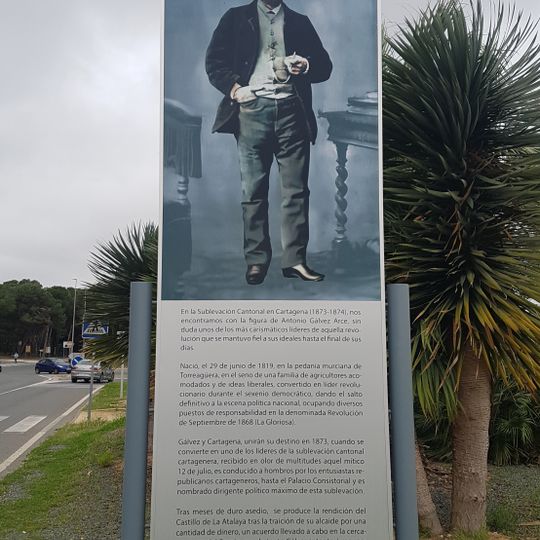 En la Sublevación Cantonal en Cartagena (1873-1874), nos
encontramos con la figura de Antonio Gálvez Arce, sin
duda unos de los más carismáticos líderes de aquella revo-
lución que se mantuvo fiel a sus ideales hasta el final de sus
días.
Nació, el 29 de junio de 1819, en la pedanía murciana de
Torreagüera, en el seno de una familia de agricultores aco-
modados y de ideas liberales, convertido en líder revolu-
cionario durante el sexenio democrático, dando el salto
definitivo a la escena política nacional, ocupando diversos
puestos de responsabilidad en la denominada Revolución
de Septiembre de 1868 (La Gloriosa).
Gálvez y Cartagena, unirán su destino en 1873, cuando se
convierte en uno de los líderes de la sublevación cantonal
cartagenera, recibido en olor de multitudes aquel mítico
12 de julio, es conducido a hombros por los entusiastas re-
publicanos cartageneros, hasta el Palacio Consistorial y es
nombrado dirigente político máximo de esta sublevación.
Tras meses de duro asedio, se produce la rendición del
Castillo de La Atalaya tras la traición de su alcaide por una
cantidad de dinero, un acuerdo llevado a cabo en la cerca-